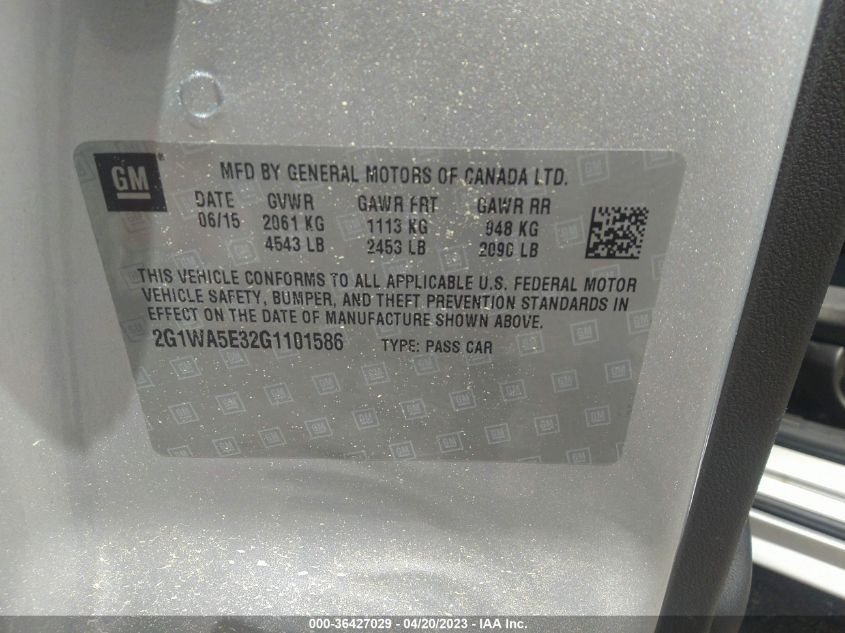 GM
MFD BY GENERAL MOTORS OF CANADA LTD.
DATE GVWR GAWR FRT GAWR RR
06/15 2061 KG 1113 KG 948 KG
4543 LB 2453 LB 2090 LB
THIS VEHICLE CONFORMS TO ALL APPLICABLE U.S. FEDERAL MOTOR
VEHICLE SAFETY, BUMPER, AND THEFT PREVENTION STANDARDS IN
EFFECT ON THE DATE OF MANUFACTURE SHOWN ABOVE.
2G1WA5E32G1101586 TYPE: PASS CAR
000-36427029 - 04/20/2023 - IAA Inc.